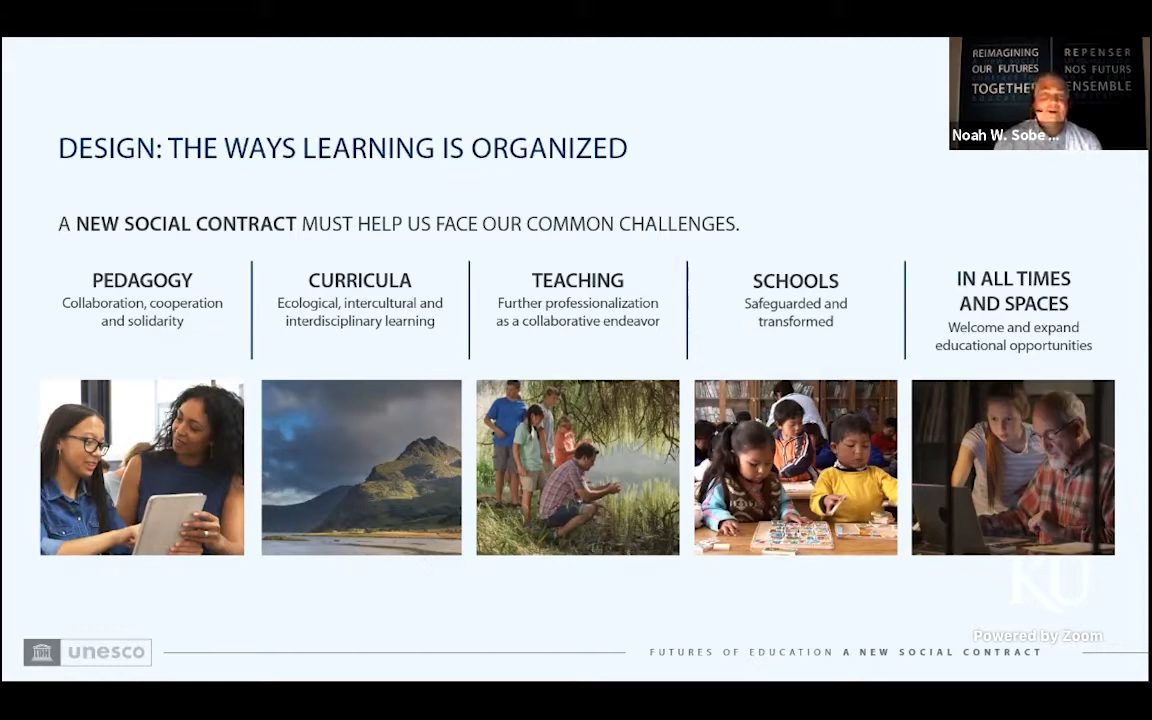 REIMAGINING
OUR FUTURES
TOGETHER
REPENSER
NOS FUTURS
ENSEMBLE
Noah W. Sobe ...
DESIGN: THE WAYS LEARNING IS ORGANIZED
A NEW SOCIAL CONTRACT MUST HELP US FACE OUR COMMON CHALLENGES.
PEDAGOGY
Collaboration, cooperation
and solidarity
CURRICULA
Ecological, intercultural and
interdisciplinary learning
TEACHING
Further professionalization
as a collaborative endeavor
SCHOOLS
Safeguarded and
transformed
IN ALL TIMES
AND SPACES
Welcome and expand
educational opportunities
KU
Powered by Zoom
unesco
FUTURES OF EDUCATION A NEW SOCIAL CONTRACT